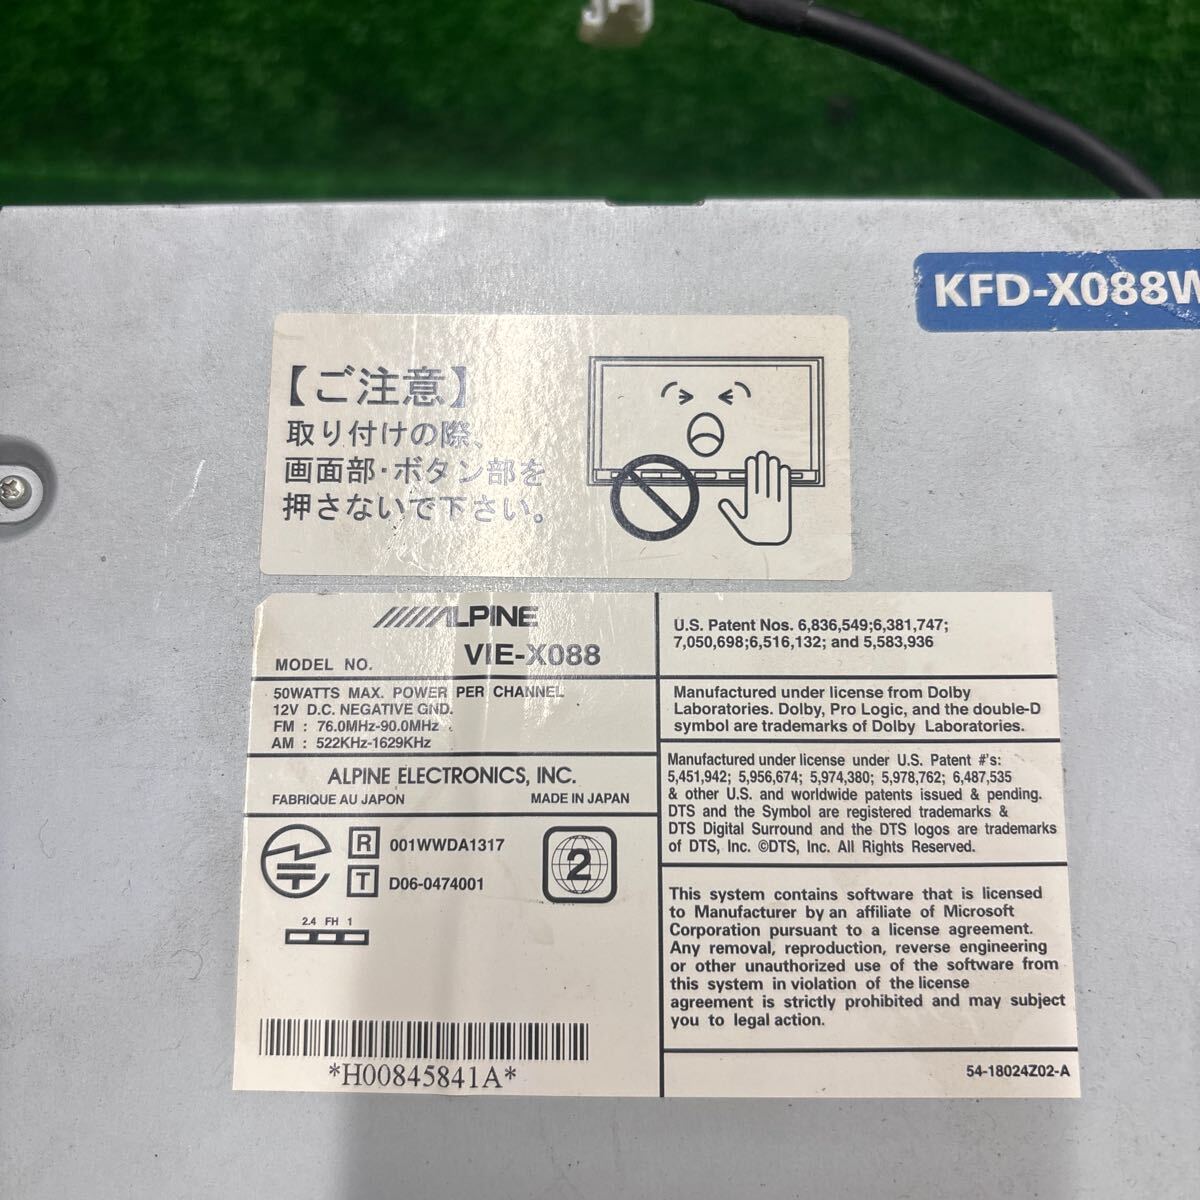 KFD-X088W
【ご注意】
取り付けの際、
画面部・ボタン部を
押さないで下さい。
ALPINE
MODEL NO. VIE-X088
50WATTS MAX. POWER PER CHANNEL
12V D.C. NEGATIVE GND.
FM : 76.0MHz-90.0MHz
AM : 522KHz-1629KHz
ALPINE ELECTRONICS, INC.
FABRIQUE AU JAPON MADE IN JAPAN
R 001WWDA1317
T D06-0474001
2
2.4 FH 1
*H00845841A*
U.S. Patent Nos. 6,836,549;6,381,747;
7,050,698;6,516,132; and 5,583,936
Manufactured under license from Dolby
Laboratories. Dolby, Pro Logic, and the double-D
symbol are trademarks of Dolby Laboratories.
Manufactured under license under U.S. Patent #'s:
5,451,942; 5,956,674; 5,974,380; 5,978,762; 6,487,535
& other U.S. and worldwide patents issued & pending.
DTS and the Symbol are registered trademarks &
DTS Digital Surround and the DTS logos are trademarks
of DTS, Inc. ©DTS, Inc. All Rights Reserved.
This system contains software that is licensed
to Manufacturer by an affiliate of Microsoft
Corporation pursuant to a license agreement.
Any removal, reproduction, reverse engineering
or other unauthorized use of the software from
this system in violation of the license
agreement is strictly prohibited and may subject
you to legal action.
54-18024Z02-A